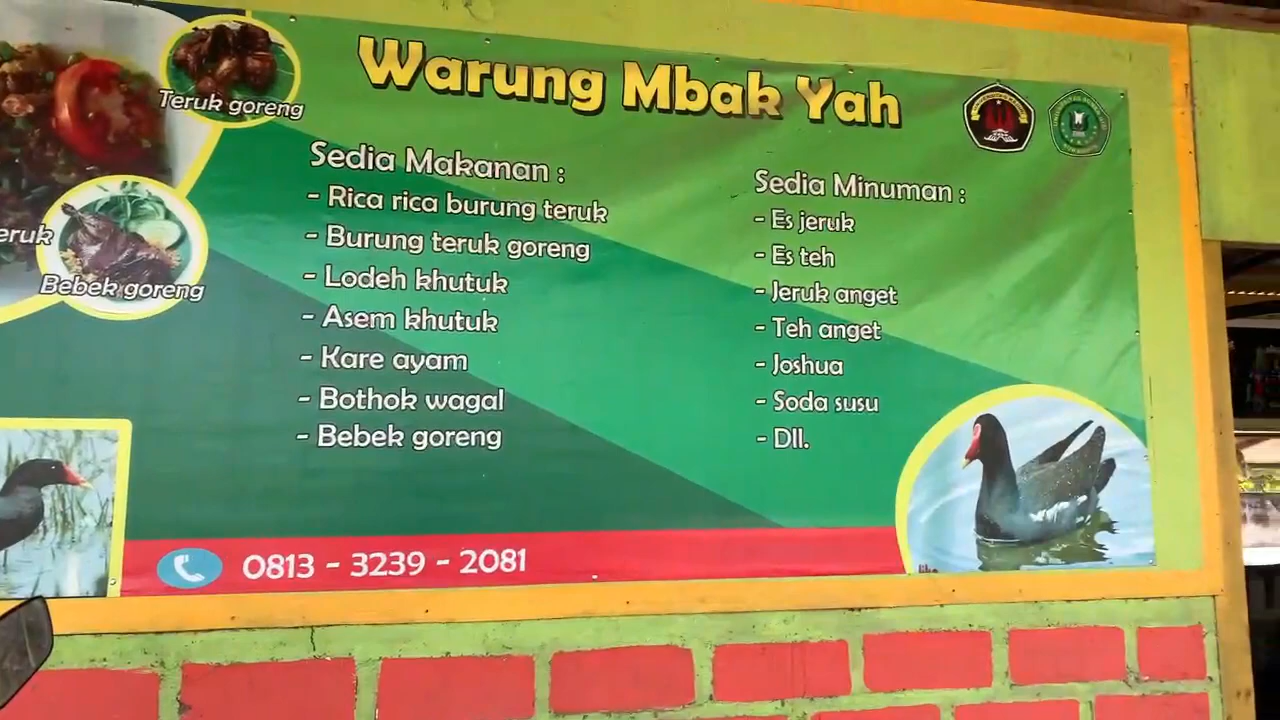 Warung Mbak Yah
Teruk goreng
eruk
Bebek goreng
Sedia Makanan :
- Rica rica burung teruk
- Burung teruk goreng
- Lodeh khutuk
- Asem khutuk
- Kare ayam
- Bothok wagal
- Bebek goreng
Sedia Minuman :
- Es jeruk
- Es teh
- Jeruk anget
- Teh anget
- Joshua
- Soda susu
- Dll.
0813 - 3239 - 2081